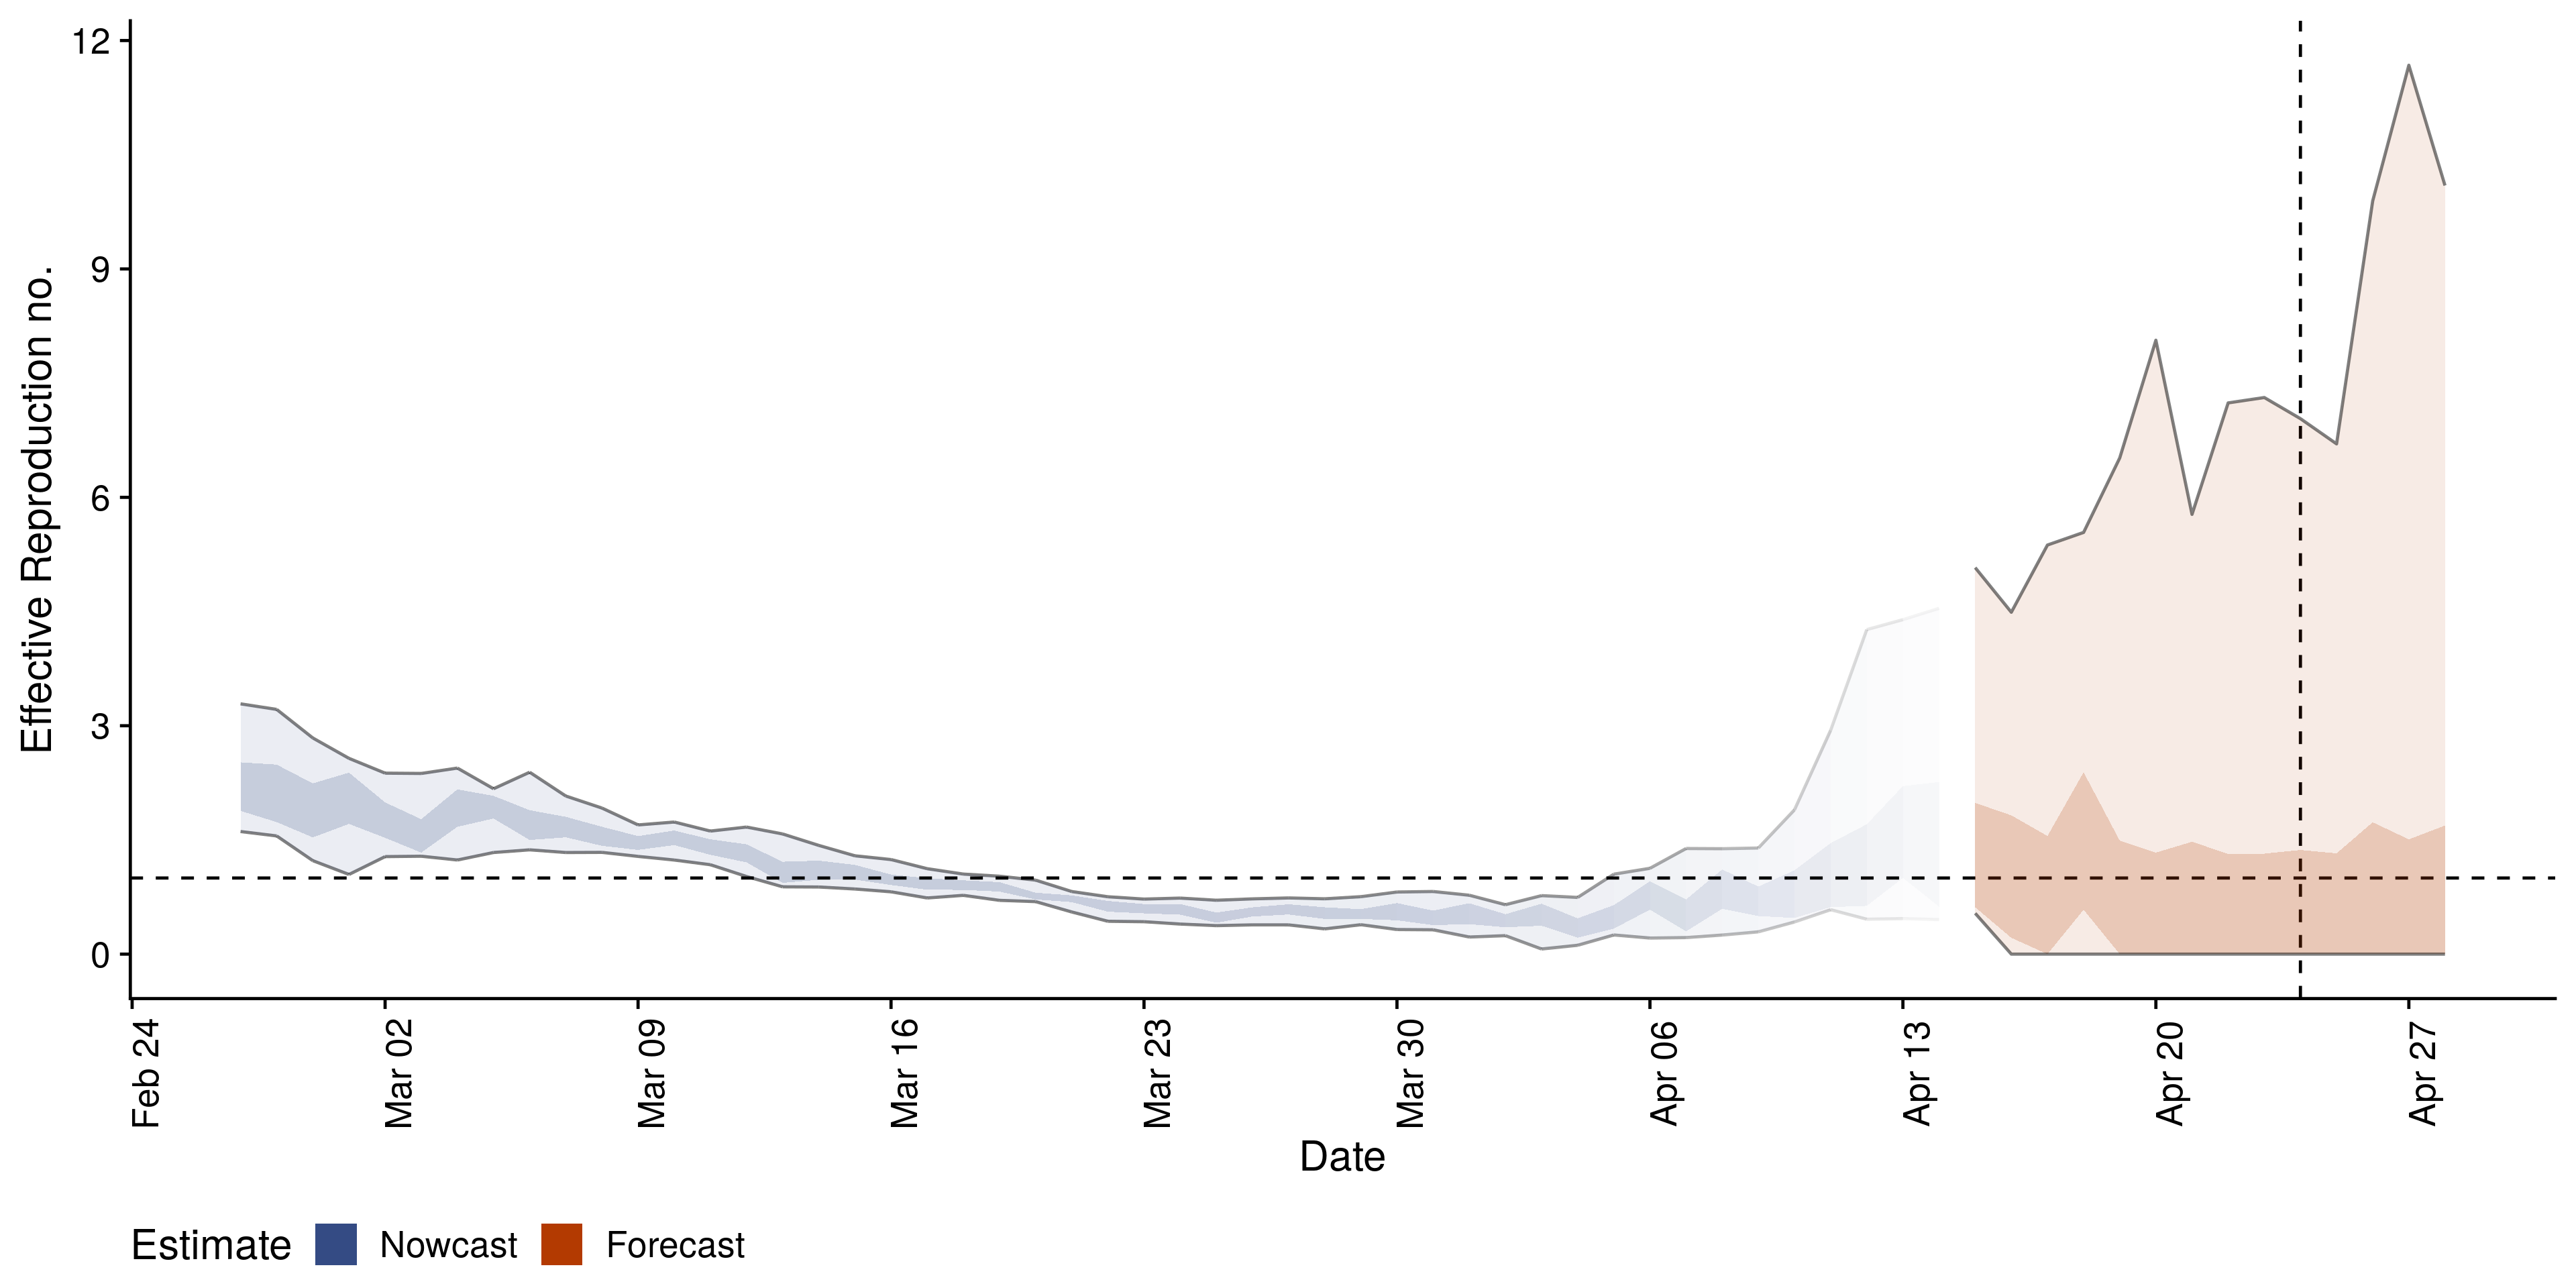 Effective Reproduction no.
12
9
6
3
0
Feb 24
Mar 02
Mar 09
Mar 16
Mar 23
Mar 30
Apr 06
Apr 13
Apr 20
Apr 27
Date
Estimate Nowcast Forecast